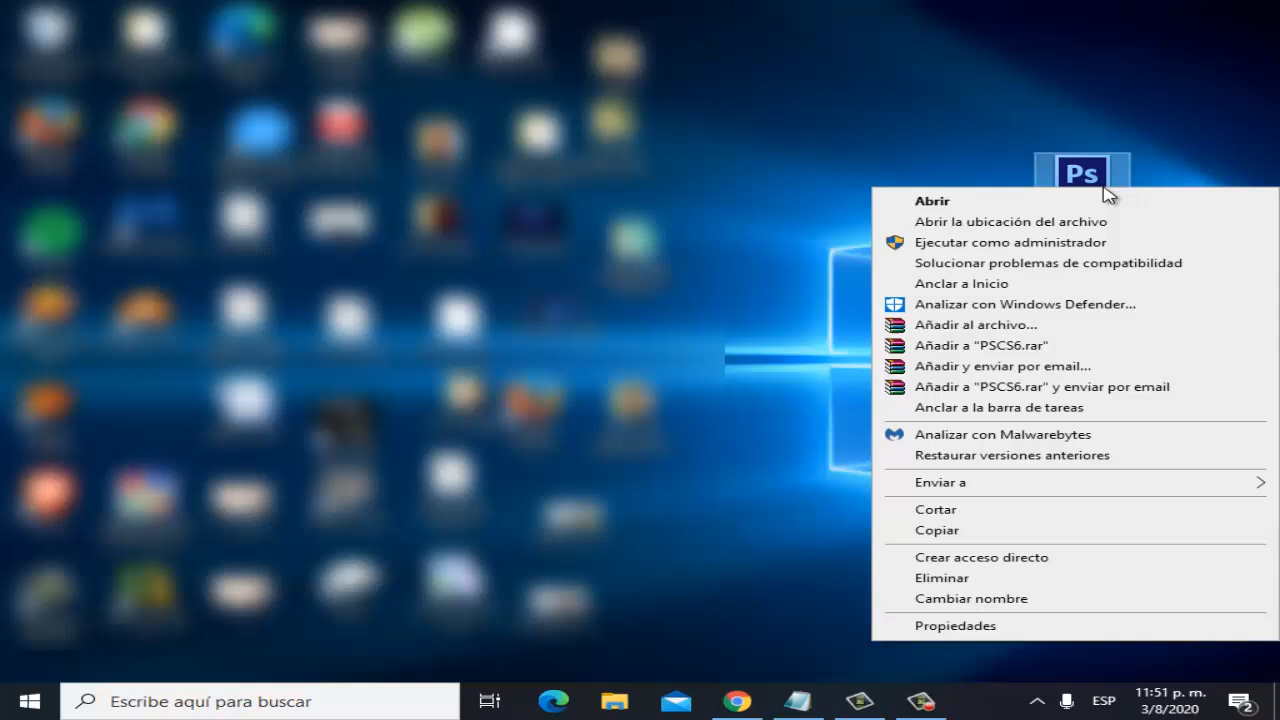 Ps
Abrir
Abrir la ubicación del archivo
Ejecutar como administrador
Solucionar problemas de compatibilidad
Anclar a Inicio
Analizar con Windows Defender...
Añadir al archivo...
Añadir a "PSCS6.rar"
Añadir y enviar por email...
Añadir a "PSCS6.rar" y enviar por email
Anclar a la barra de tareas
Analizar con Malwarebytes
Restaurar versiones anteriores
Enviar a
Cortar
Copiar
Crear acceso directo
Eliminar
Cambiar nombre
Propiedades
Escribe aquí para buscar
ESP
11:51 p. m.
3/8/2020
2